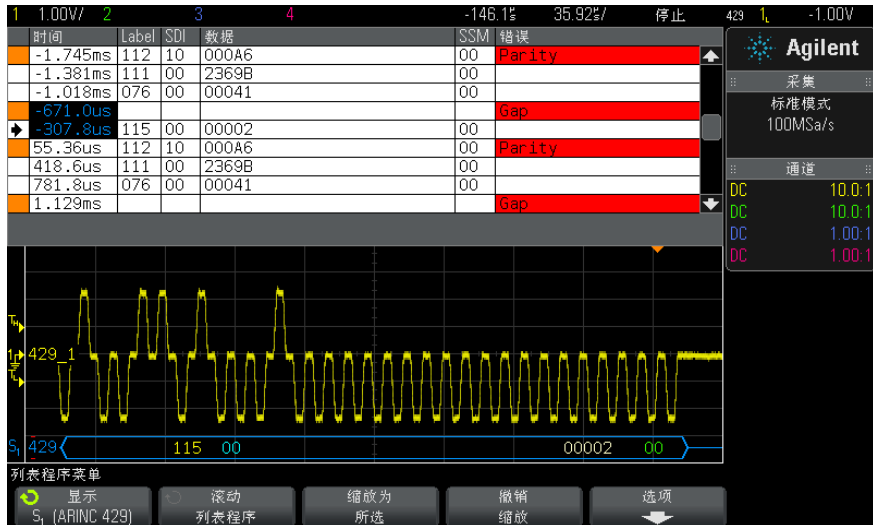 1 1.00V/ 2 3 4 -146.1s 35.92s/ 停止 429 1 -1.00V
时间 Label SDI 数据 SSM 错误
-1.745ms 112 10 000A6 00 Parity
-1.381ms 111 00 2369B 00
-1.018ms 076 00 00041 00
-671.0us Gap
-307.8us 115 00 00002 00
55.36us 112 10 000A6 00 Parity
418.6us 111 00 2369B 00
781.8us 076 00 00041 00
1.129ms Gap
Agilent
采集
标准模式
100MSa/s
通道
DC 10.0:1
DC 10.0:1
DC 1.00:1
DC 1.00:1
TH
1 429_1
TL
S1 429 115 00 00002 00
列表程序菜单
显示
S1 (ARINC 429)
滚动
列表程序
缩放为
所选
撤销
缩放
选项